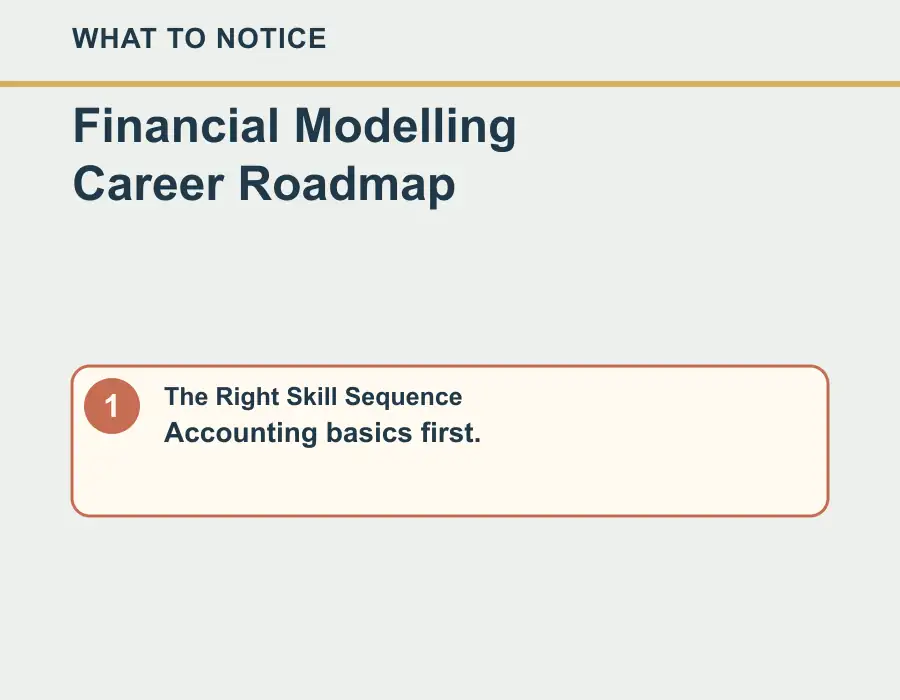 WHAT TO NOTICE
Financial Modelling
Career Roadmap
1
The Right Skill Sequence
Accounting basics first.